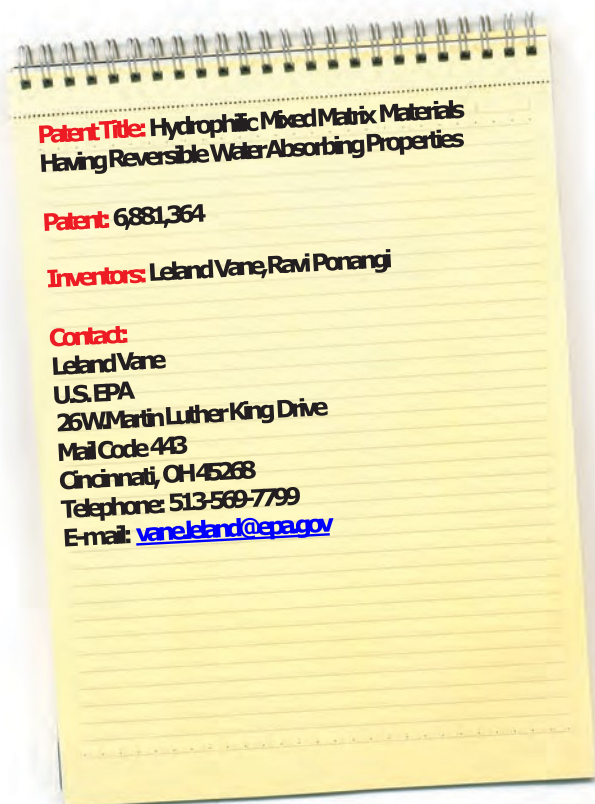 Patent Title: Hydrophilic Mixed Matrix Materials
Having Reversible Water Absorbing Properties
Patent: 6,881,364
Inventors: Leland Vane, Ravi Ponangi
Contact:
Leland Vane
U.S. EPA
26 W. Martin Luther King Drive
Mail Code 443
Cincinnati, OH 45268
Telephone: 513-569-7799
E-mail: vane.leland@epa.gov